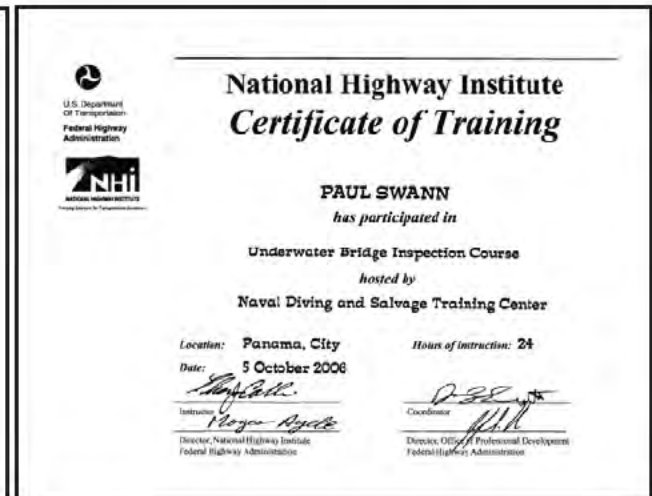 U.S. Department
Of Transportation
Federal Highway
Administration
NHi
NATIONAL HIGHWAY INSTITUTE
National Highway Institute
Certificate of Training
PAUL SWANN
has participated in
Underwater Bridge Inspection Course
hosted by
Naval Diving and Salvage Training Center
Location: Panama, City
Hours of instruction: 24
Date: 5 October 2006
Instructor
Coordinator
Director, National Highway Institute
Federal Highway Administration
Director, Office of Professional Development
Federal Highway Administration